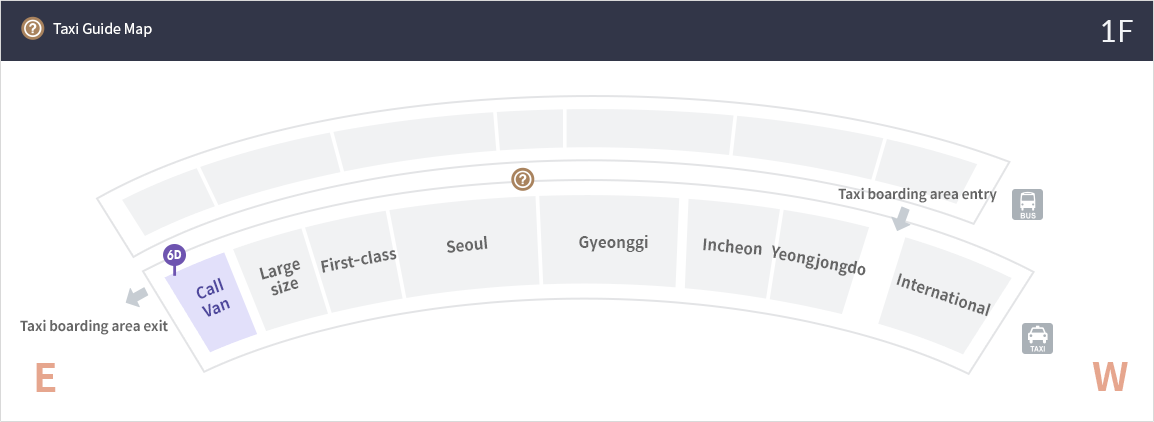 ? Taxi Guide Map
1F
Taxi boarding area entry
BUS
?
6D
Call
Van
Large
size
First-class
Seoul
Gyeonggi
Incheon
Yeongjongdo
International
Taxi boarding area exit
TAXI
E
W